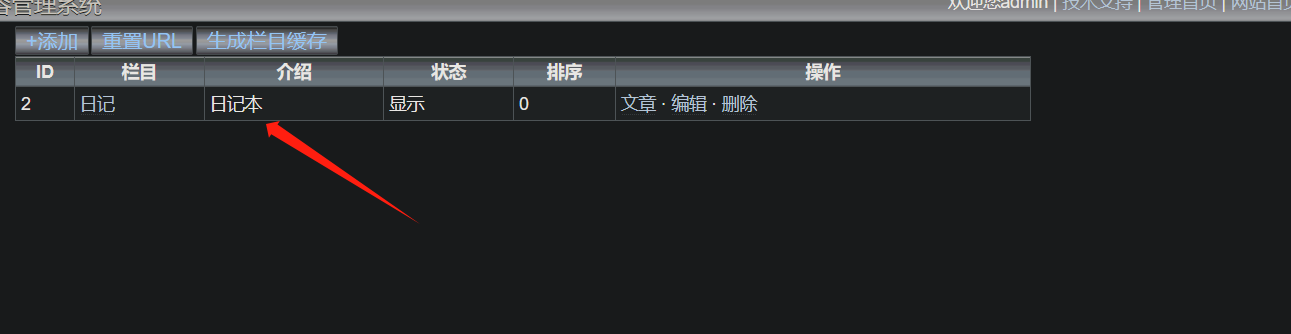 容管理系统
欢迎您admin | 技术支持 | 管理首页 | 网站首页
+添加 重置URL 生成栏目缓存
ID 栏目 介绍 状态 排序 操作
2 日记 日记本 显示 0 文章 · 编辑 · 删除